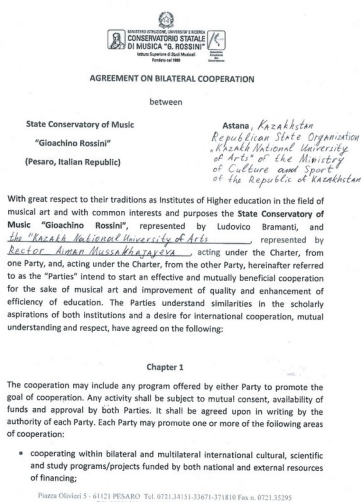 MINISTERO ISTRUZIONE, UNIVERSITA' E RICERCA
CONSERVATORIO STATALE
DI MUSICA "G. ROSSINI"
Istituto Superiore di Studi Musicali
Fondato nel 1869
AGREEMENT ON BILATERAL COOPERATION
between
State Conservatory of Music
"Gioachino Rossini"
(Pesaro, Italian Republic)
Astana, Kazakhstan
Republican State Organization
"Kazakh National University
of Arts" of the Ministry
of Culture and Sport
of the Republic of Kazakhstan
With great respect to their traditions as Institutes of Higher education in the field of
musical art and with common interests and purposes the State Conservatory of
Music "Gioachino Rossini", represented by Ludovico Bramanti, and
the "Kazakh National University of Arts, represented by
Rector Aiman Mussakhajayeva, acting under the Charter, from
one Party, and, acting under the Charter, from the other Party, hereinafter referred
to as the "Parties" intend to start an effective and mutually beneficial cooperation
for the sake of musical art and improvement of quality and enhancement of
efficiency of education. The Parties understand similarities in the scholarly
aspirations of both institutions and a desire for international cooperation, mutual
understanding and respect, have agreed on the following:
Chapter 1
The cooperation may include any program offered by either Party to promote the
goal of cooperation. Any activity shall be subject to mutual consent, availability of
funds and approval by both Parties. It shall be agreed upon in writing by the
authority of each Party. Each Party may promote one or more of the following areas
of cooperation:
▪ cooperating within bilateral and multilateral international cultural, scientific
and study programs/projects funded by both national and external resources
of financing;
Piazza Olivieri 5 - 61121 PESARO Tel. 0721.34151-33671-371810 Fax n. 0721.35295